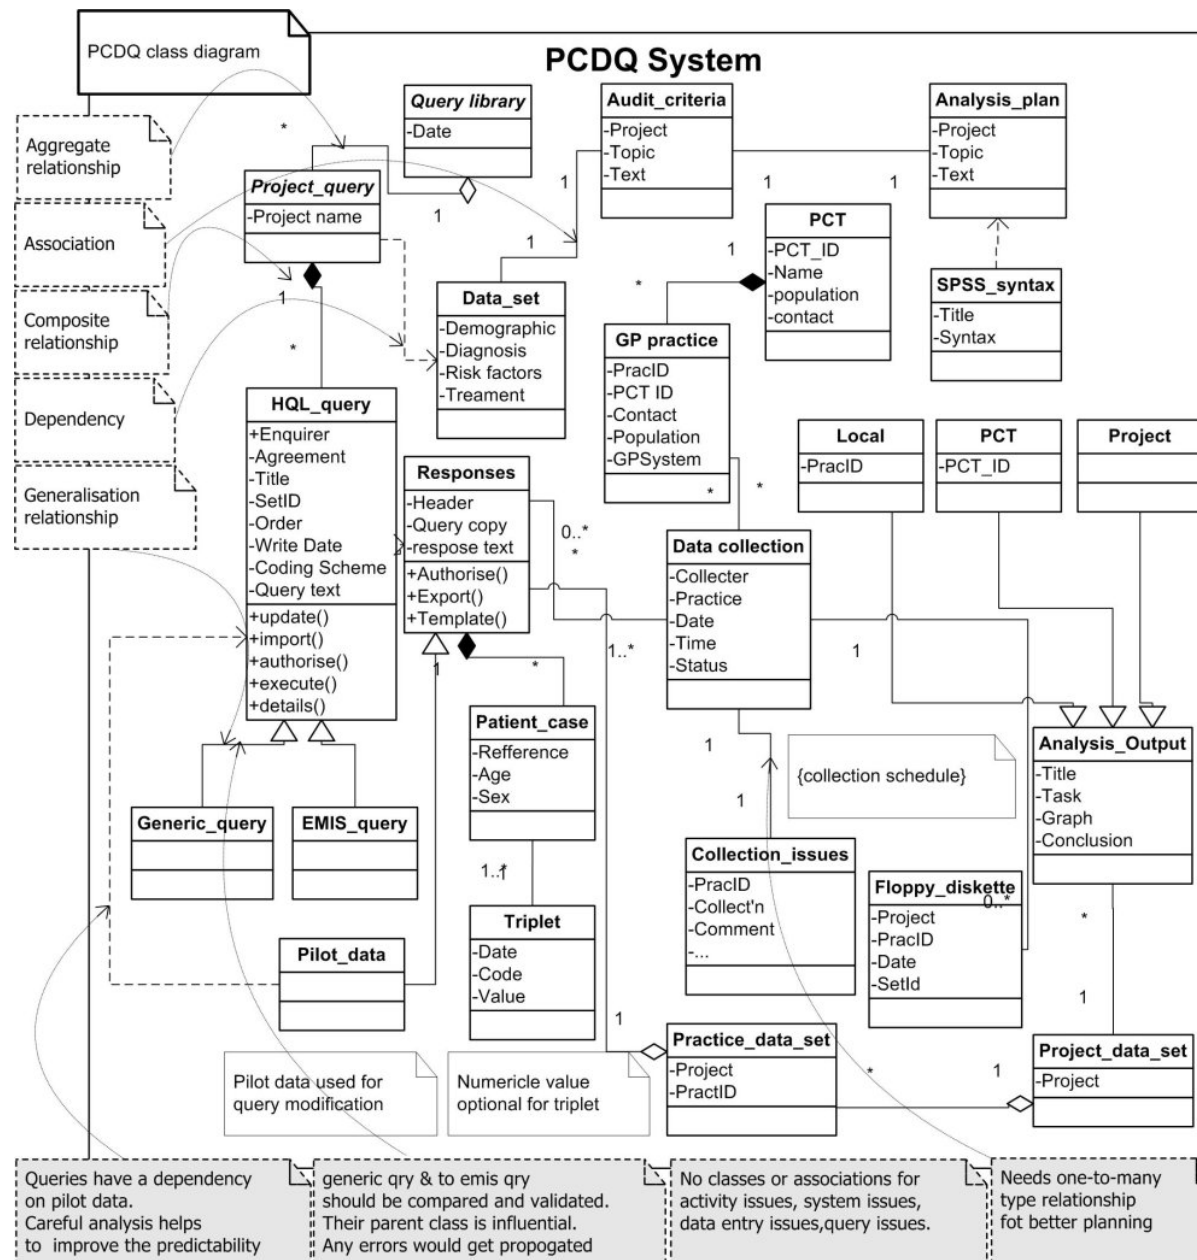 PCDQ class diagram
PCDQ System
Aggregate
relationship
Association
Composite
relationship
Dependency
Generalisation
relationship
*
Query library
-Date
Project_query
-Project name
1
1
*
Audit_criteria
-Project
-Topic
-Text
1
1
1
Analysis_plan
-Project
-Topic
-Text
1
PCT
-PCT_ID
-Name
-population
-contact
1
*
SPSS_syntax
-Title
-Syntax
Data_set
-Demographic
-Diagnosis
-Risk factors
-Treament
GP practice
-PracID
-PCT ID
-Contact
-Population
-GPSystem
*
*
HQL_query
+Enquirer
-Agreement
-Title
-SetID
-Order
-Write Date
-Coding Scheme
-Query text
+update()
+import()
+authorise()
+execute()
+details()
Responses
-Header
-Query copy
-respose text
+Authorise()
+Export()
+Template()
0..*
*
1..*
1
*
Data collection
-Collecter
-Practice
-Date
-Time
-Status
1
1
1
Local
-PracID
PCT
-PCT_ID
Project
Analysis_Output
-Title
-Task
-Graph
-Conclusion
*
1
Patient_case
-Refference
-Age
-Sex
1..*
1
{collection schedule}
Generic_query
EMIS_query
Collection_issues
-PracID
-Collect'n
-Comment
-...
Floppy_diskette
0..*
-Project
-PracID
-Date
-SetId
Triplet
-Date
-Code
-Value
Pilot_data
1
Practice_data_set
-Project
-PractID
*
1
Project_data_set
-Project
Pilot data used for
query modification
Numericle value
optional for triplet
Queries have a dependency
on pilot data.
Careful analysis helps
to improve the predictability
generic qry & to emis qry
should be compared and validated.
Their parent class is influential.
Any errors would get propogated
No classes or associations for
activity issues, system issues,
data entry issues,query issues.
Needs one-to-many
type relationship
fot better planning